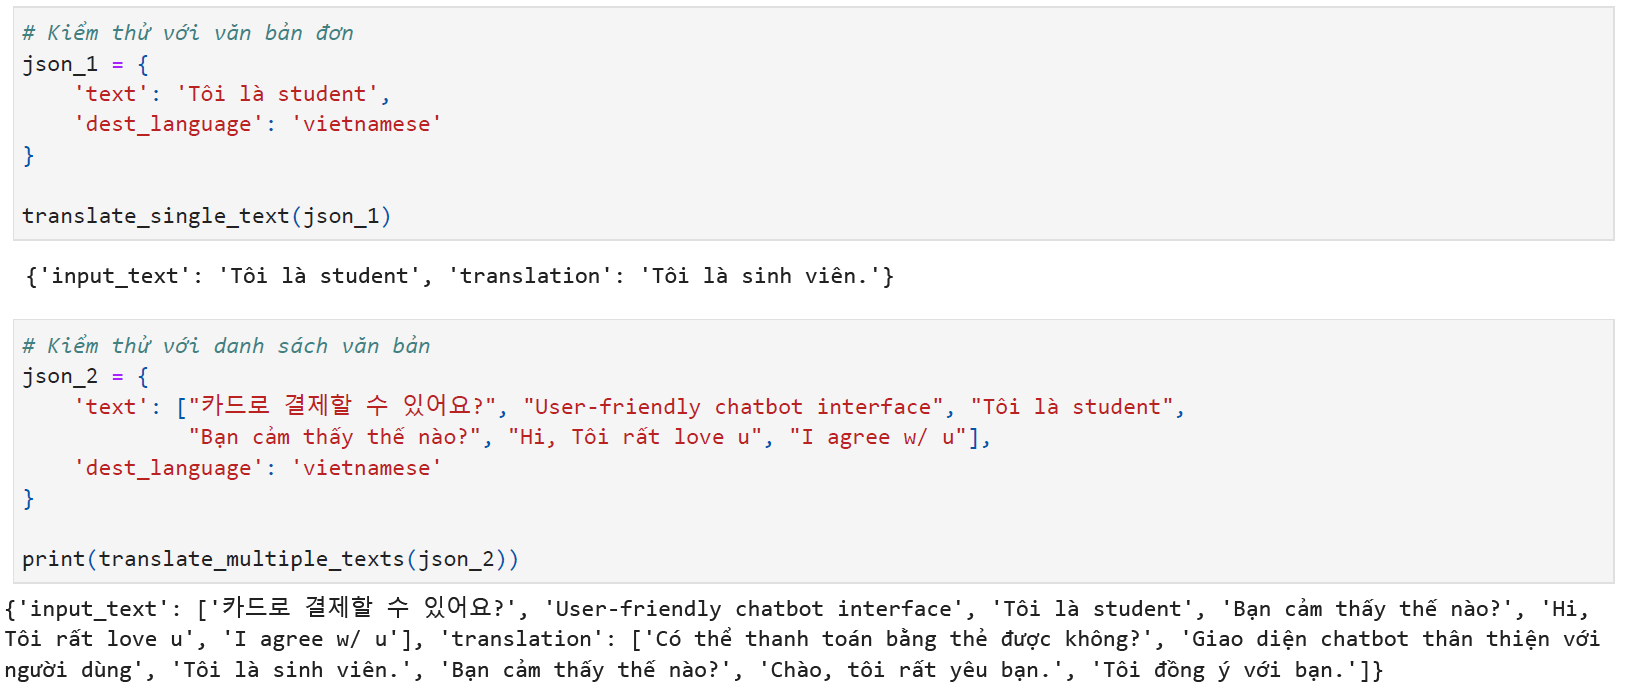 # Kiểm thử với văn bản đơn
json_1 = {
    'text': 'Tôi là student',
    'dest_language': 'vietnamese'
}
translate_single_text(json_1)
{'input_text': 'Tôi là student', 'translation': 'Tôi là sinh viên.'}
# Kiểm thử với danh sách văn bản
json_2 = {
    'text': ["카드로 결제할 수 있어요?", "User-friendly chatbot interface", "Tôi là student",
             "Bạn cảm thấy thế nào?", "Hi, Tôi rất love u", "I agree w/ u"],
    'dest_language': 'vietnamese'
}
print(translate_multiple_texts(json_2))
{'input_text': ['카드로 결제할 수 있어요?', 'User-friendly chatbot interface', 'Tôi là student', 'Bạn cảm thấy thế nào?', 'Hi,
Tôi rất love u', 'I agree w/ u'], 'translation': ['Có thể thanh toán bằng thẻ được không?', 'Giao diện chatbot thân thiện với
người dùng', 'Tôi là sinh viên.', 'Bạn cảm thấy thế nào?', 'Chào, tôi rất yêu bạn.', 'Tôi đồng ý với bạn.']}